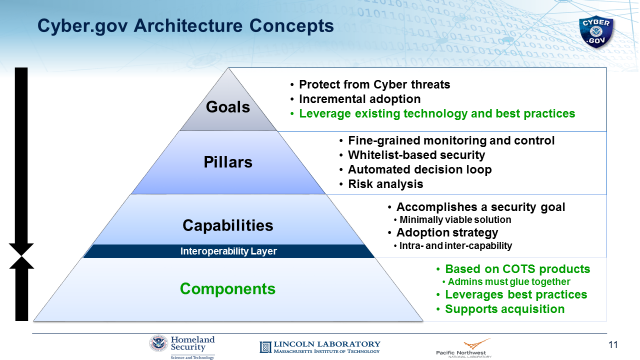 Cyber.gov Architecture Concepts
CYBER
.GOV
Goals
• Protect from Cyber threats
• Incremental adoption
• Leverage existing technology and best practices
Pillars
• Fine-grained monitoring and control
• Whitelist-based security
• Automated decision loop
• Risk analysis
Capabilities
• Accomplishes a security goal
• Minimally viable solution
• Adoption strategy
• Intra- and inter-capability
Interoperability Layer
Components
• Based on COTS products
• Admins must glue together
• Leverages best practices
• Supports acquisition
Homeland
Security
Science and Technology
LINCOLN LABORATORY
MASSACHUSETTS INSTITUTE OF TECHNOLOGY
Pacific Northwest
NATIONAL LABORATORY
11